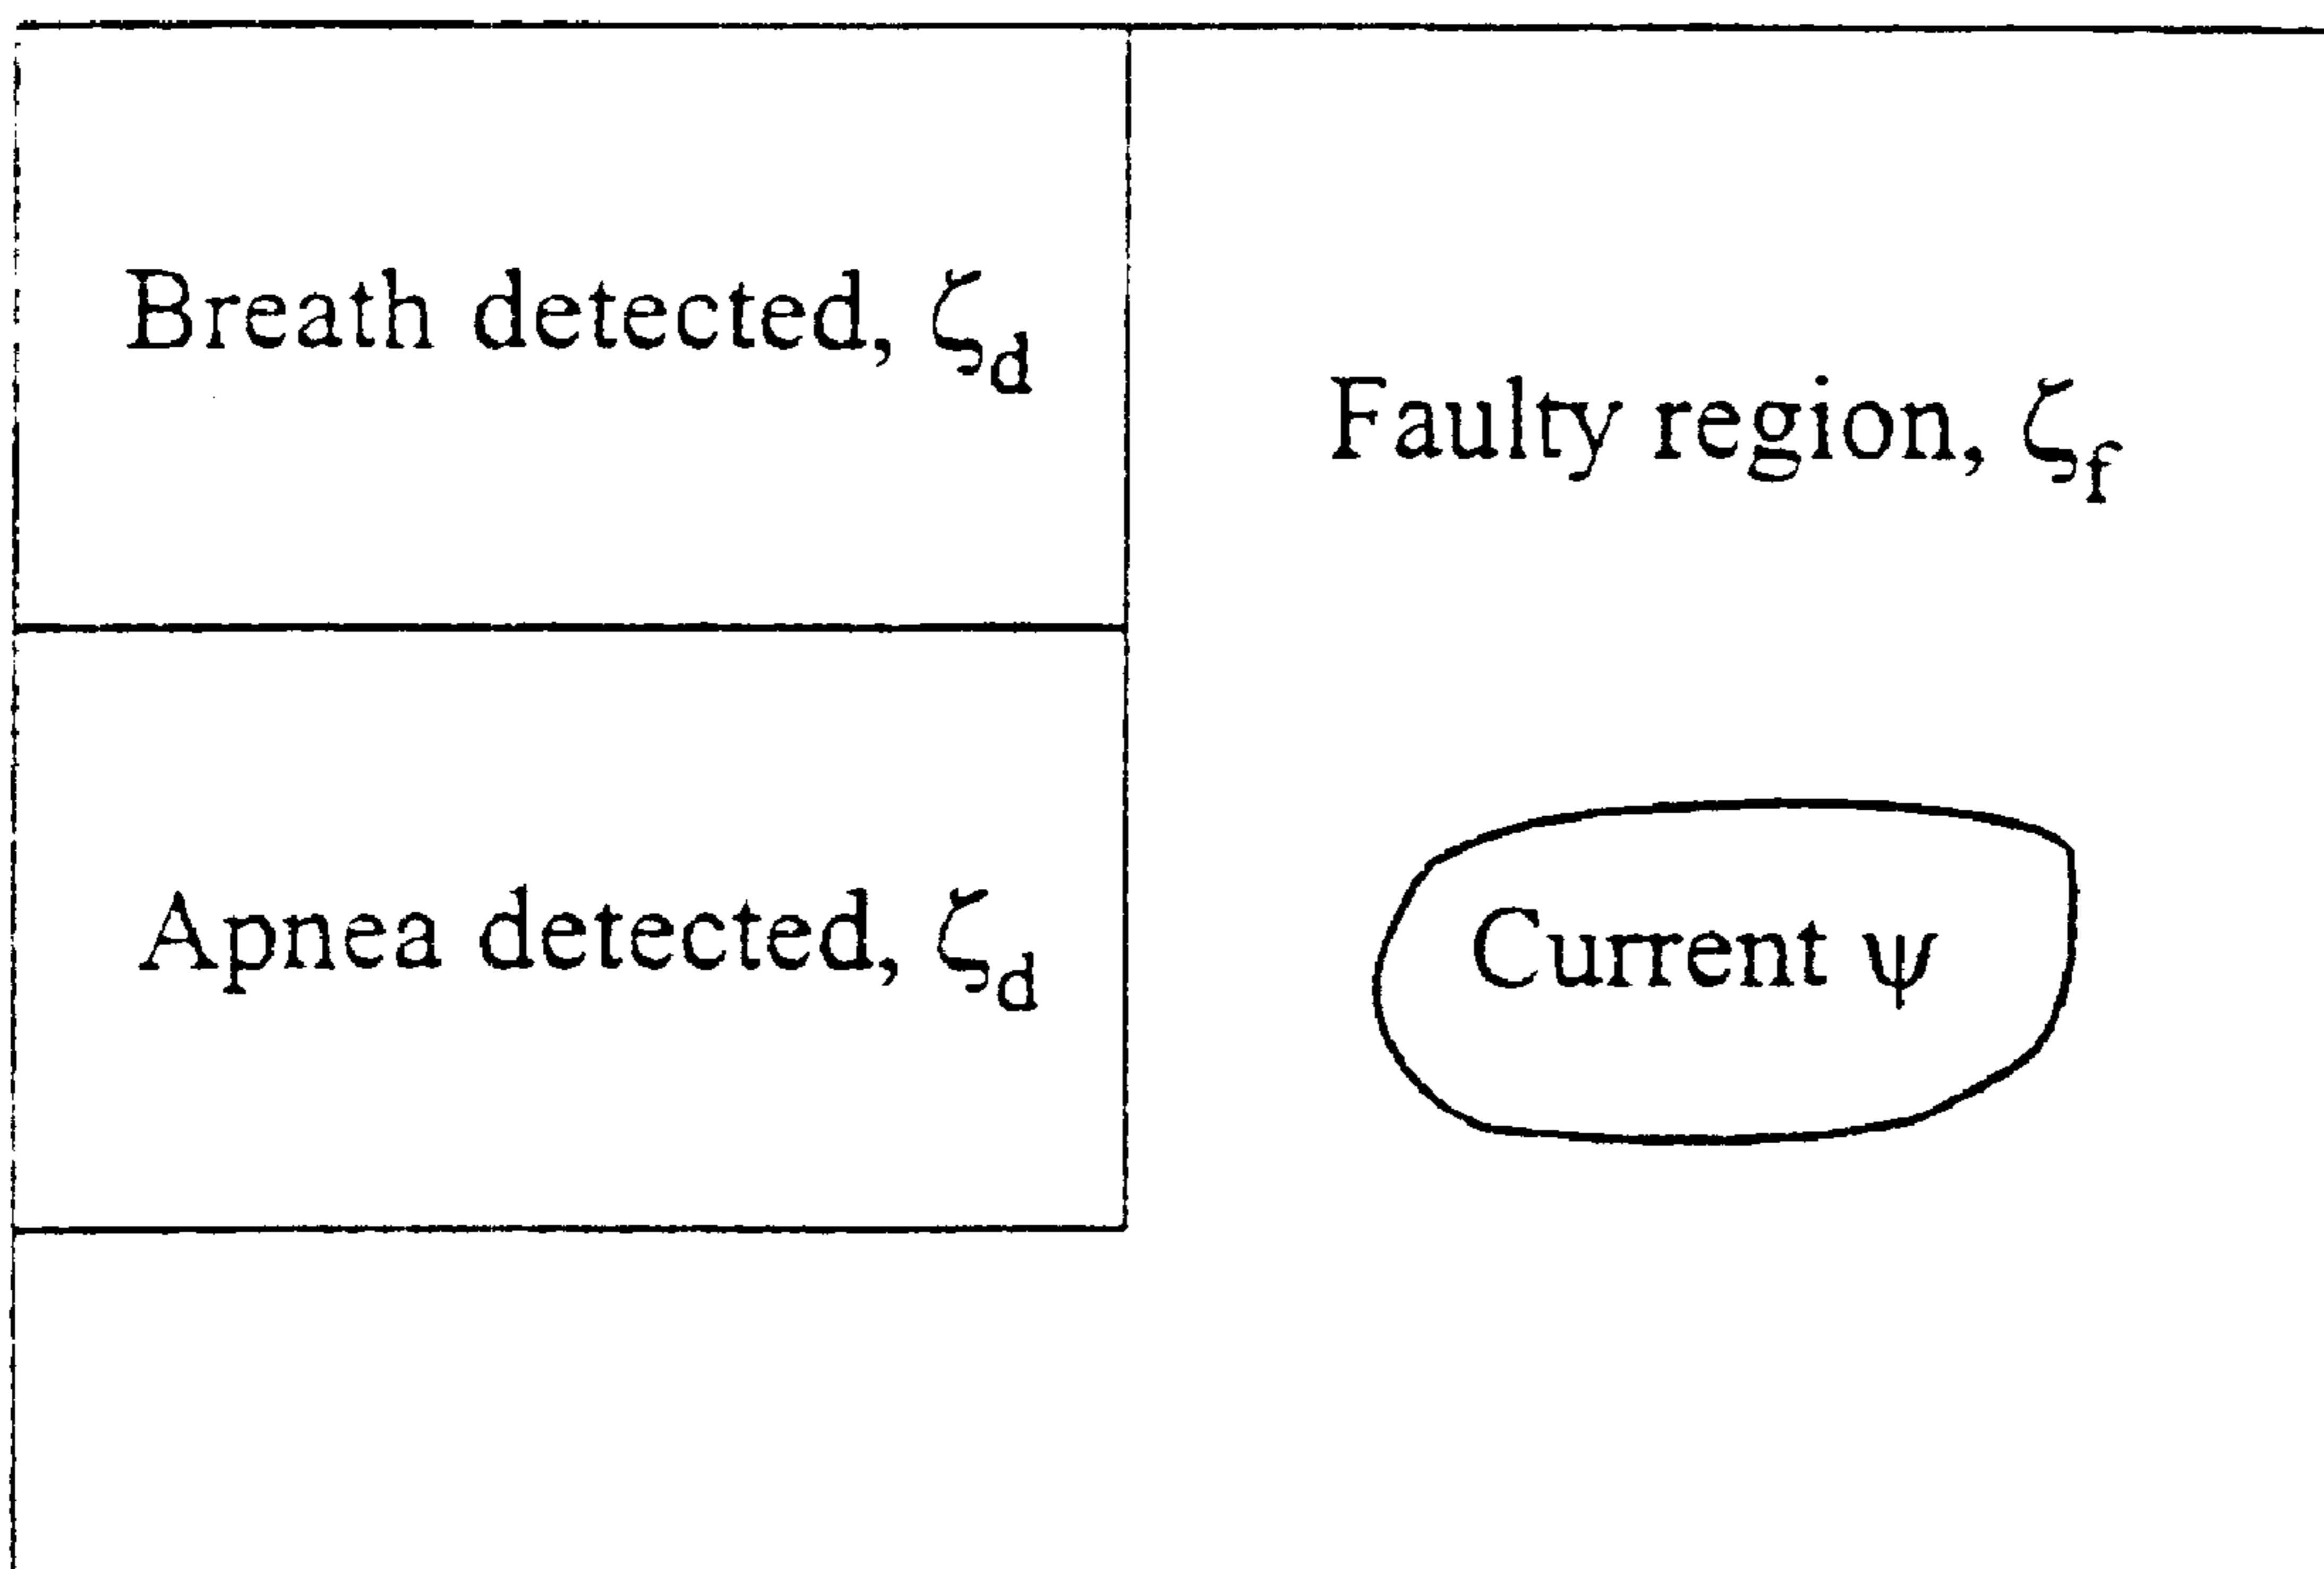 Breath detected, ζd
Faulty region, ζf
Apnea detected, ζd
Current ψ